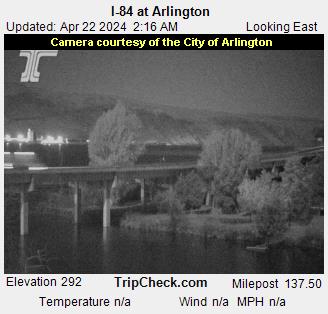 I-84 at Arlington
Updated: Apr 22 2024 2:16 AM Looking East
Camera courtesy of the City of Arlington
Elevation 292 TripCheck.com Milepost 137.50
Temperature n/a Wind n/a MPH n/a